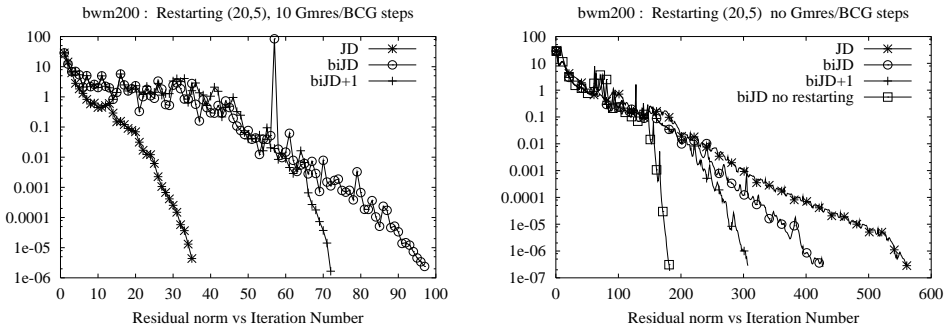 bwm200 : Restarting (20,5), 10 Gmres/BCG steps
100
10
1
0.1
0.01
0.001
0.0001
1e-05
1e-06
JD
biJD
biJD+1
0 10 20 30 40 50 60 70 80 90 100
Residual norm vs Iteration Number
bwm200 : Restarting (20,5) no Gmres/BCG steps
100
10
1
0.1
0.01
0.001
0.0001
1e-05
1e-06
1e-07
JD
biJD
biJD+1
biJD no restarting
0 100 200 300 400 500 600
Residual norm vs Iteration Number